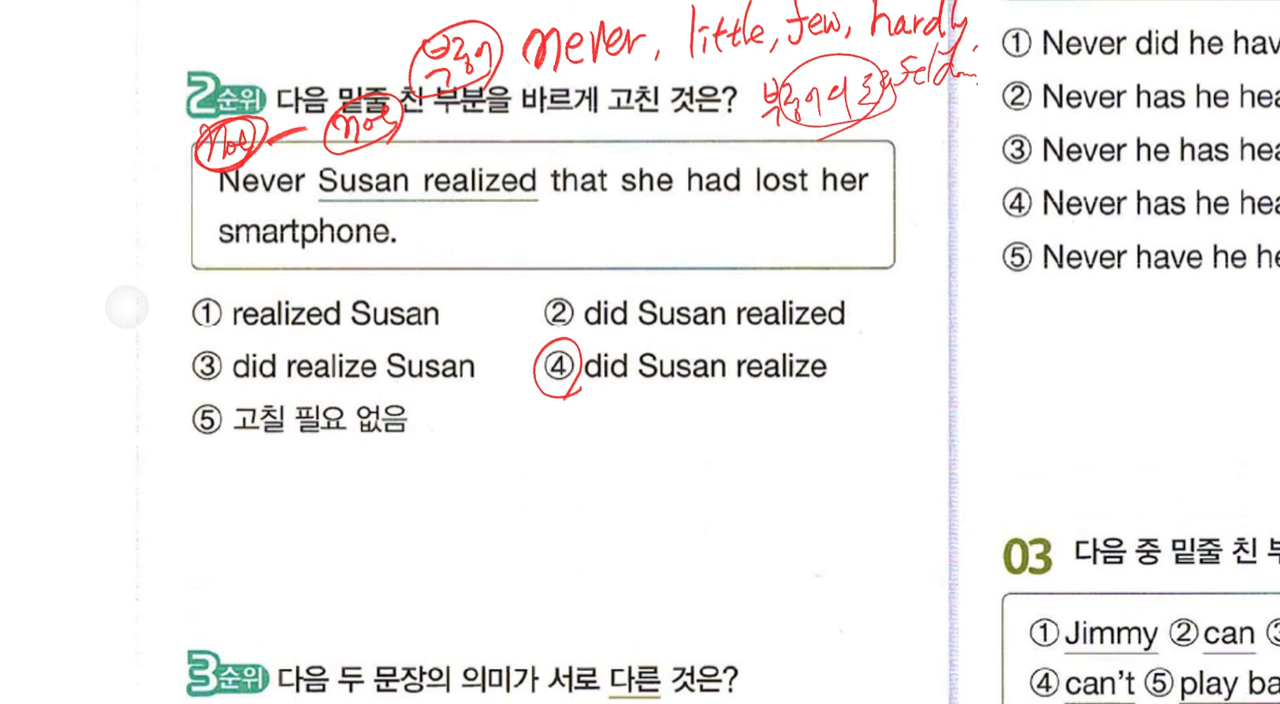 부정어 never, little, few, hardly,
seldom
2순위 다음 밑줄 친 부분을 바르게 고친 것은?
부정어
Not not
Never Susan realized that she had lost her
smartphone.
① realized Susan ② did Susan realized
③ did realize Susan ④ did Susan realize
⑤ 고칠 필요 없음
3순위 다음 두 문장의 의미가 서로 다른 것은?
① Never did he hav
② Never has he hea
③ Never he has hea
④ Never has he hea
⑤ Never have he he
03 다음 중 밑줄 친 부
① Jimmy ② can ③
④ can't ⑤ play ba